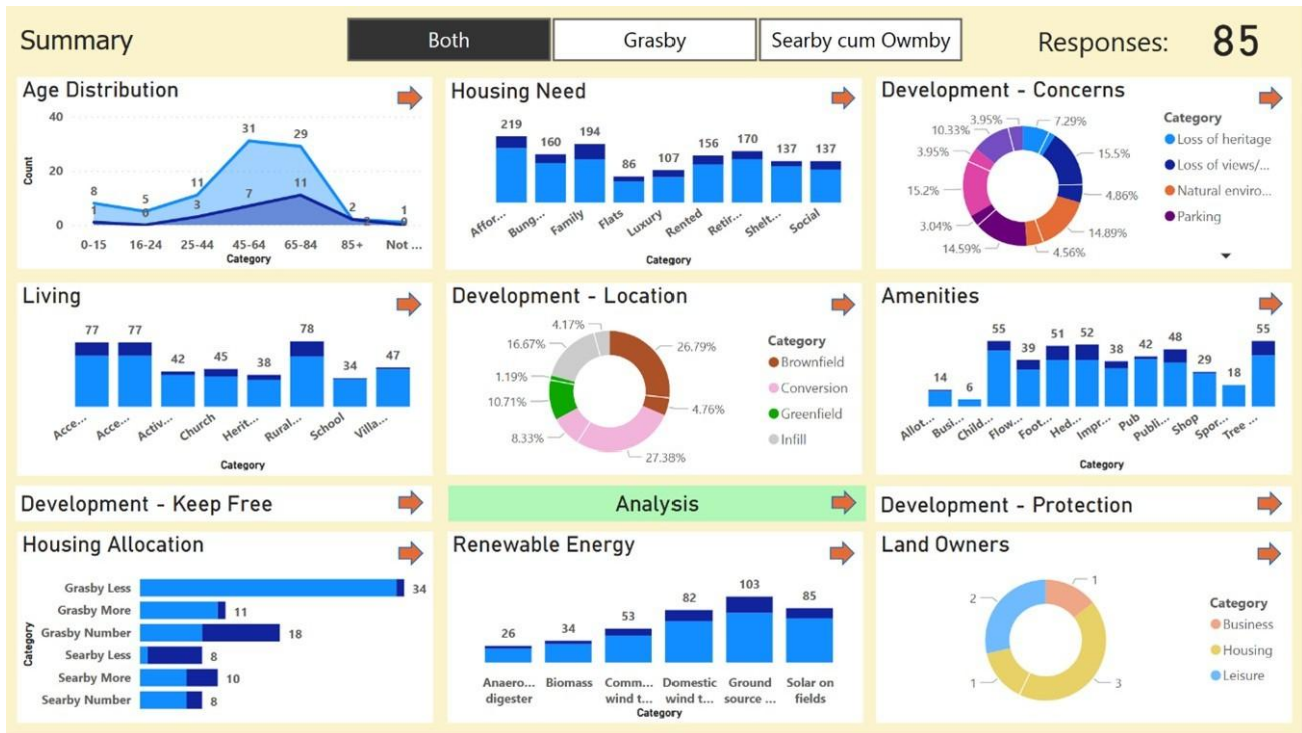 Summary
Both
Grasby
Searby cum Owmby
Responses: 85
Age Distribution
40
20
0
Count
8
5
11
31
29
2
1
1
0
3
7
11
2
0
0-15 16-24 25-44 45-64 65-84 85+ Not ...
Category
Housing Need
219 160 194 86 107 156 170 137 137
Affor... Bung... Family Flats Luxury Rented Retir... Shelt... Social
Category
Development - Concerns
3.95%
7.29%
10.33%
15.5%
3.95%
4.86%
15.2%
14.89%
3.04%
4.56%
14.59%
Category
Loss of heritage
Loss of views/...
Natural enviro...
Parking
Living
77 77 42 45 38 78 34 47
Acce... Acce... Activ... Church Herit... Rural... School Villa...
Category
Development - Location
4.17%
16.67%
26.79%
1.19%
10.71%
4.76%
8.33%
27.38%
Category
Brownfield
Conversion
Greenfield
Infill
Amenities
14 6 55 39 51 52 38 42 48 29 18 55
Allot... Busi... Child... Flow... Foot... Hed... Impr... Pub Publi... Shop Spor... Tree ...
Category
Development - Keep Free
Analysis
Development - Protection
Housing Allocation
Category
Grasby Less 34
Grasby More 11
Grasby Number 18
Searby Less 8
Searby More 10
Searby Number 8
Renewable Energy
26 34 53 82 103 85
Anaero... Biomass Comm... Domestic Ground Solar on
digester wind t... wind t... source ... fields
Category
Land Owners
1
2
1
3
Category
Business
Housing
Leisure